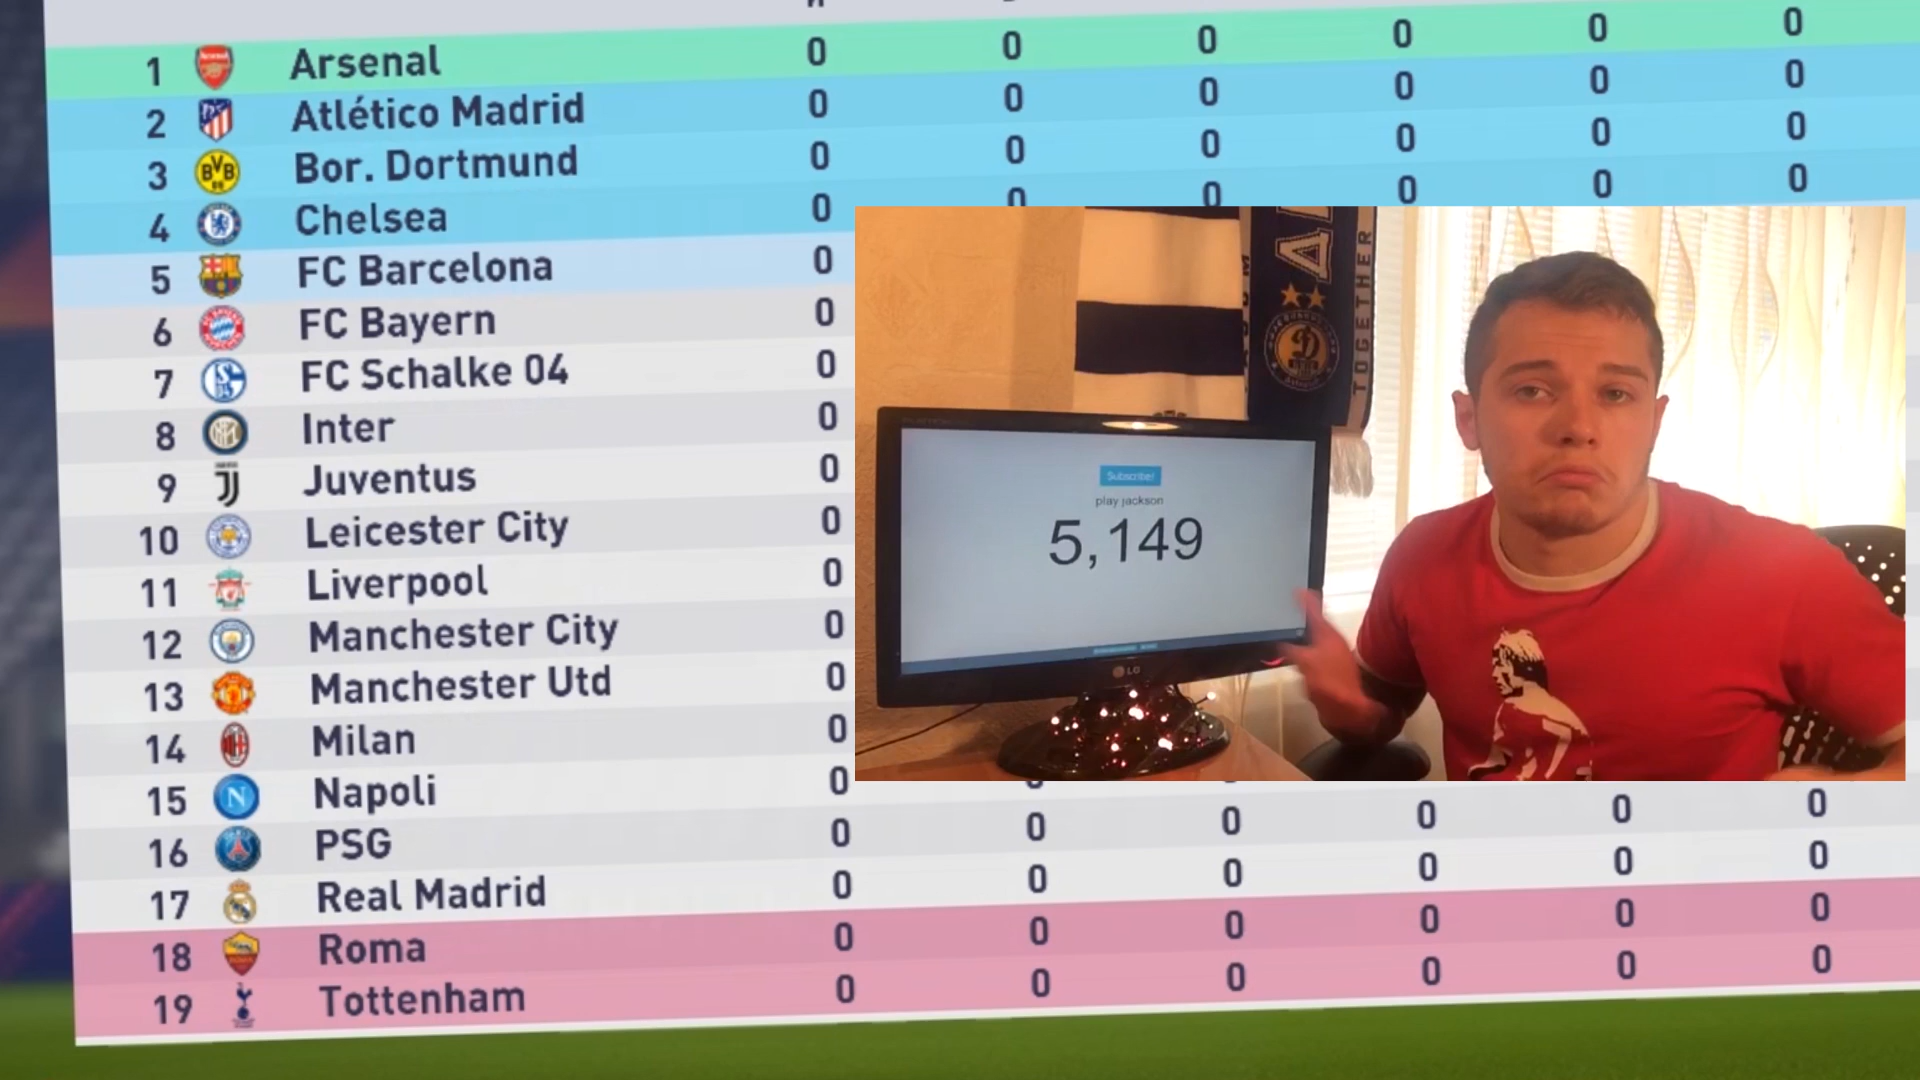 1 Arsenal 0 0 0 0 0 0
2 Atlético Madrid 0 0 0 0 0 0
3 Bor. Dortmund 0 0 0 0 0 0
4 Chelsea 0 0 0 0 0 0
5 FC Barcelona 0
6 FC Bayern 0
7 FC Schalke 04 0
8 Inter 0
9 Juventus 0
10 Leicester City 0
11 Liverpool 0
12 Manchester City 0
13 Manchester Utd 0
14 Milan 0
15 Napoli 0
16 PSG 0 0 0 0 0 0
17 Real Madrid 0 0 0 0 0 0
18 Roma 0 0 0 0 0 0
19 Tottenham 0 0 0 0 0 0
TOGETHER
Subscribe!
play jackson
5,149
LG